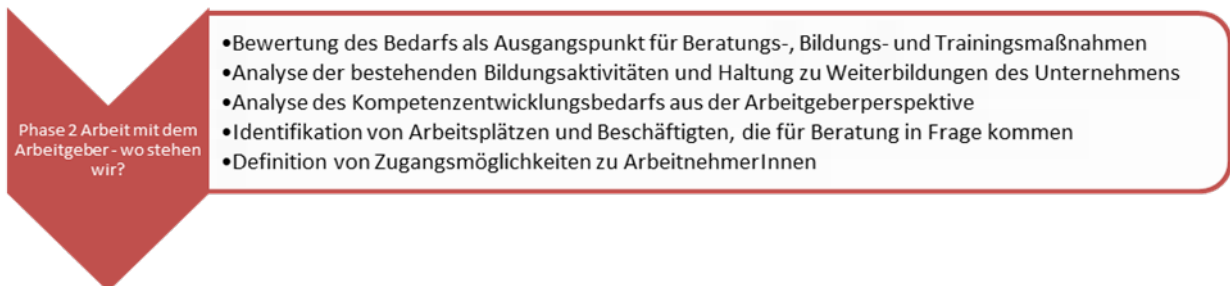 Phase 2 Arbeit mit dem
Arbeitgeber - wo stehen
wir?
•Bewertung des Bedarfs als Ausgangspunkt für Beratungs-, Bildungs- und Trainingsmaßnahmen
•Analyse der bestehenden Bildungsaktivitäten und Haltung zu Weiterbildungen des Unternehmens
•Analyse des Kompetenzentwicklungsbedarfs aus der Arbeitgeberperspektive
•Identifikation von Arbeitsplätzen und Beschäftigten, die für Beratung in Frage kommen
•Definition von Zugangsmöglichkeiten zu ArbeitnehmerInnen